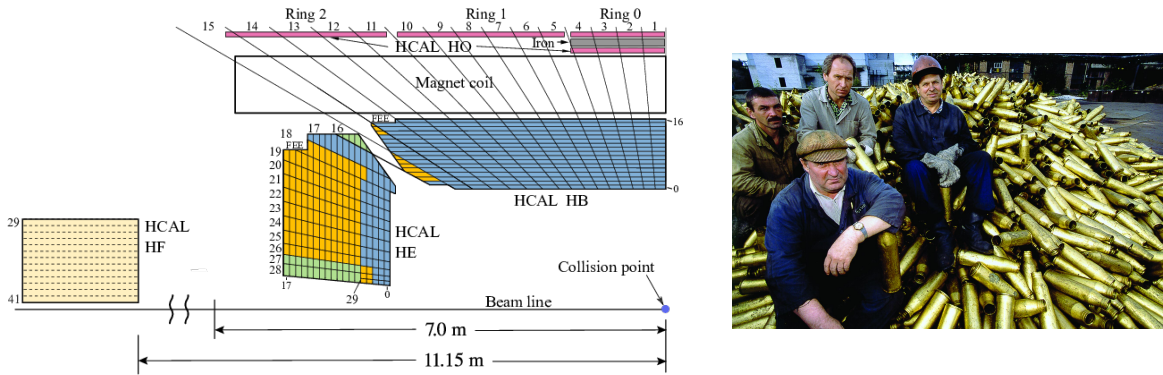 Ring 2
Ring 1
Ring 0
15 14 13 12 11 10 9 8 7 6 5 4 3 2 1
HCAL HO
Iron
Magnet coil
FEE
16
0
HCAL HB
18 17 16
FEE
19
20
21
22
23
24
25
26
27
28
17
29
0
HCAL
HE
29
HCAL
HF
41
Collision point
Beam line
7.0 m
11.15 m